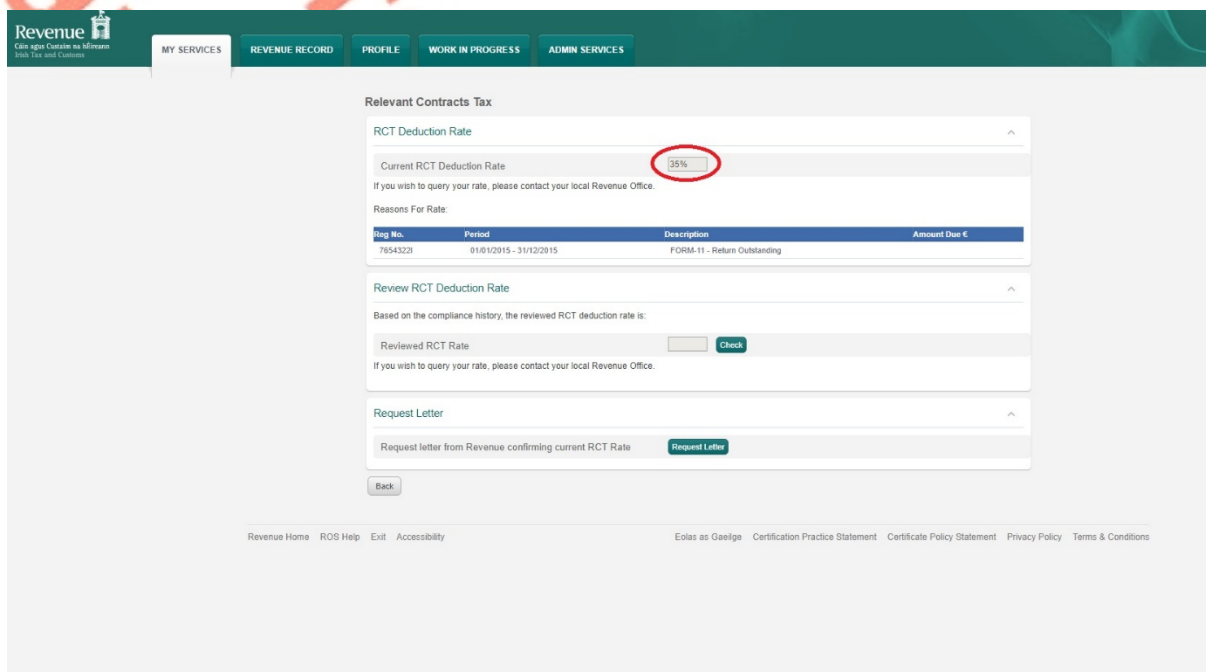 Revenue
Cáin agus Custaim na hÉireann
Irish Tax and Customs
MY SERVICES
REVENUE RECORD
PROFILE
WORK IN PROGRESS
ADMIN SERVICES
Relevant Contracts Tax
RCT Deduction Rate
Current RCT Deduction Rate 35%
If you wish to query your rate, please contact your local Revenue Office.
Reasons For Rate:
Reg No. Period Description Amount Due €
7654322I 01/01/2015 - 31/12/2015 FORM-11 - Return Outstanding
Review RCT Deduction Rate
Based on the compliance history, the reviewed RCT deduction rate is:
Reviewed RCT Rate Check
If you wish to query your rate, please contact your local Revenue Office.
Request Letter
Request letter from Revenue confirming current RCT Rate Request Letter
Back
Revenue Home ROS Help Exit Accessibility Eolas as Gaeilge Certification Practice Statement Certificate Policy Statement Privacy Policy Terms & Conditions